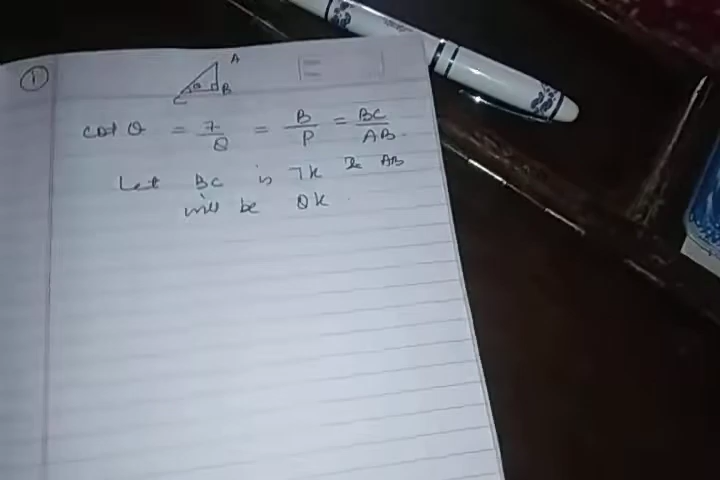 1
A
θ B
C
cot θ = 7/8 = B/P = BC/AB.
Let BC is 7K & AB
will be 8K.